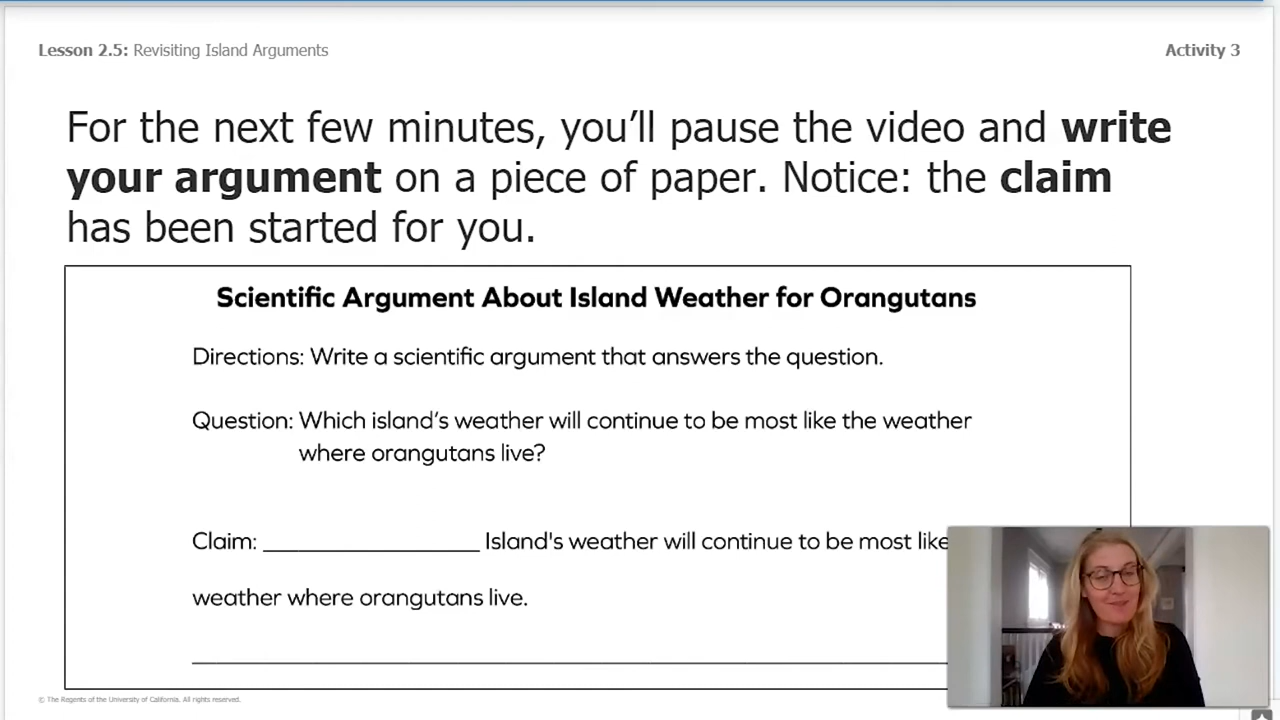 Lesson 2.5: Revisiting Island Arguments
Activity 3
For the next few minutes, you'll pause the video and write
your argument on a piece of paper. Notice: the claim
has been started for you.
Scientific Argument About Island Weather for Orangutans
Directions: Write a scientific argument that answers the question.
Question: Which island's weather will continue to be most like the weather
where orangutans live?
Claim: __________________ Island's weather will continue to be most like
weather where orangutans live.
© The Regents of the University of California. All rights reserved.